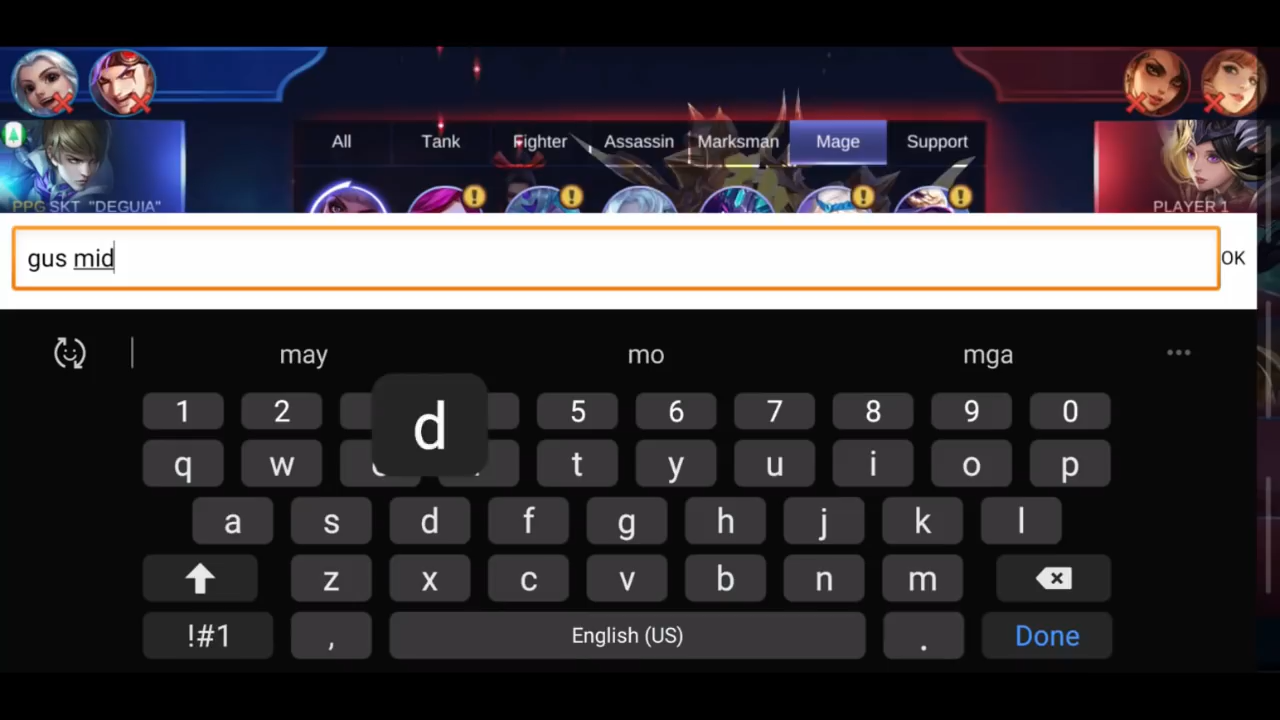 All Tank Fighter Assassin Marksman Mage Support
PPG SKT "DEGUIA"
PLAYER 1
gus mid
OK
may mo mga
1 2 5 6 7 8 9 0
d
q w t y u i o p
a s d f g h j k l
z x c v b n m
!#1 , English (US) . Done